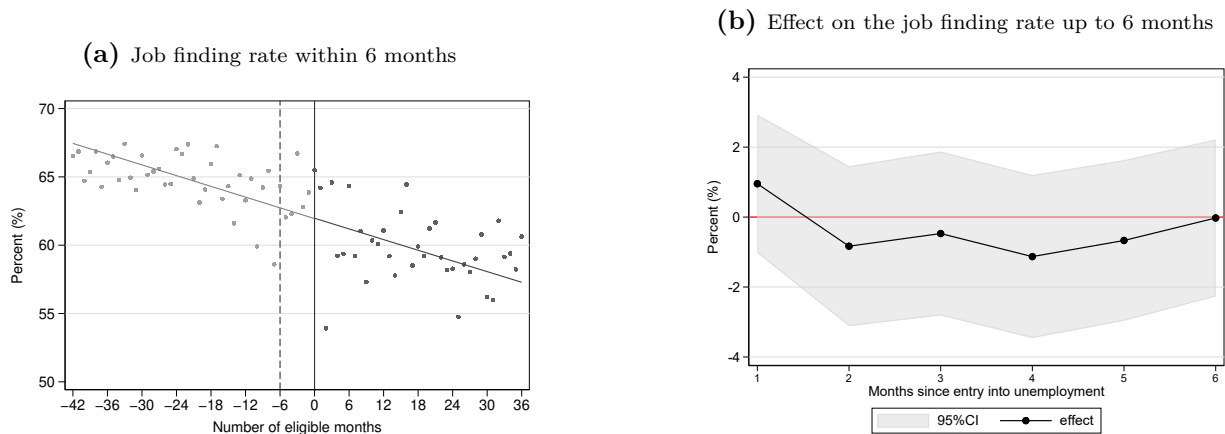 (a) Job finding rate within 6 months
70
65
60
55
50
Percent (%)
−42 −36 −30 −24 −18 −12 −6 0 6 12 18 24 30 36
Number of eligible months
(b) Effect on the job finding rate up to 6 months
4
2
0
-2
-4
Percent (%)
1 2 3 4 5 6
Months since entry into unemployment
95%CI effect